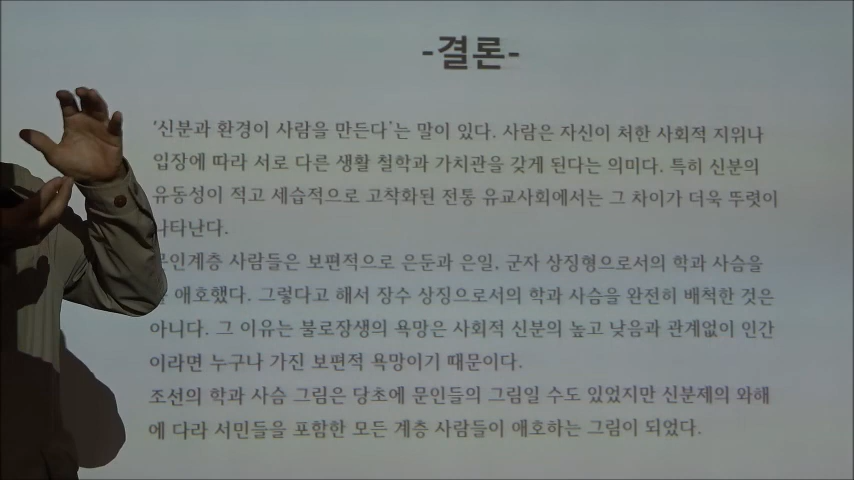 -결론-
'신분과 환경이 사람을 만든다'는 말이 있다. 사람은 자신이 처한 사회적 지위나
입장에 따라 서로 다른 생활 철학과 가치관을 갖게 된다는 의미다. 특히 신분의
유동성이 적고 세습적으로 고착화된 전통 유교사회에서는 그 차이가 더욱 뚜렷이
나타난다.
문인계층 사람들은 보편적으로 은둔과 은일, 군자 상징형으로서의 학과 사슴을
애호했다. 그렇다고 해서 장수 상징으로서의 학과 사슴을 완전히 배척한 것은
아니다. 그 이유는 불로장생의 욕망은 사회적 신분의 높고 낮음과 관계없이 인간
이라면 누구나 가진 보편적 욕망이기 때문이다.
조선의 학과 사슴 그림은 당초에 문인들의 그림일 수도 있었지만 신분제의 와해
에 다라 서민들을 포함한 모든 계층 사람들이 애호하는 그림이 되었다.